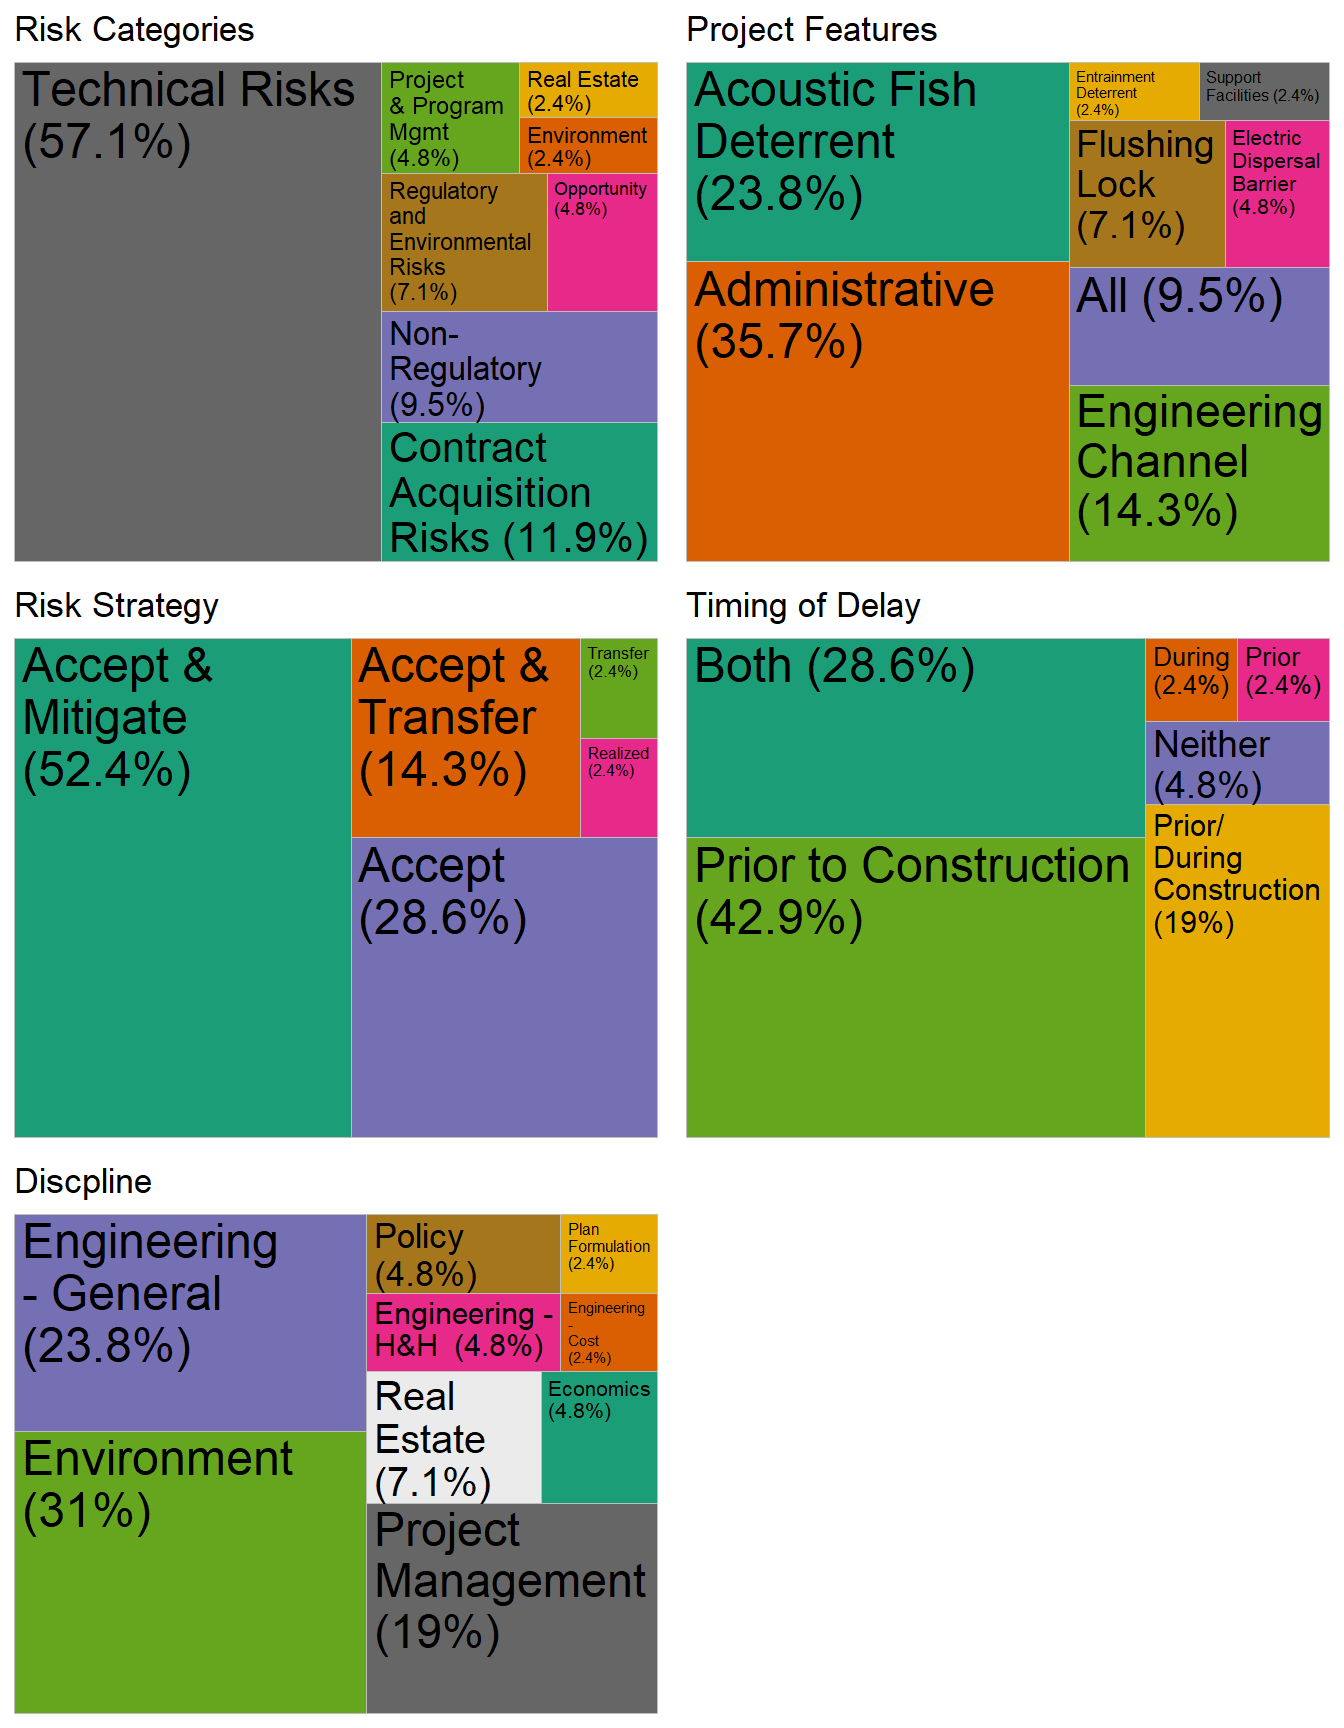 Risk Categories
Technical Risks
(57.1%)
Project
& Program
Mgmt
(4.8%)
Real Estate
(2.4%)
Environment
(2.4%)
Regulatory
and
Environmental
Risks
(7.1%)
Opportunity
(4.8%)
Non-
Regulatory
(9.5%)
Contract
Acquisition
Risks (11.9%)
Project Features
Acoustic Fish
Deterrent
(23.8%)
Administrative
(35.7%)
Entrainment
Deterrent
(2.4%)
Support
Facilities (2.4%)
Flushing
Lock
(7.1%)
Electric
Dispersal
Barrier
(4.8%)
All (9.5%)
Engineering
Channel
(14.3%)
Risk Strategy
Accept &
Mitigate
(52.4%)
Accept &
Transfer
(14.3%)
Transfer
(2.4%)
Realized
(2.4%)
Accept
(28.6%)
Timing of Delay
Both (28.6%)
Prior to Construction
(42.9%)
During
(2.4%)
Prior
(2.4%)
Neither
(4.8%)
Prior/
During
Construction
(19%)
Discpline
Engineering
- General
(23.8%)
Environment
(31%)
Policy
(4.8%)
Plan
Formulation
(2.4%)
Engineering -
H&H (4.8%)
Engineering
-
Cost
(2.4%)
Real
Estate
(7.1%)
Economics
(4.8%)
Project
Management
(19%)